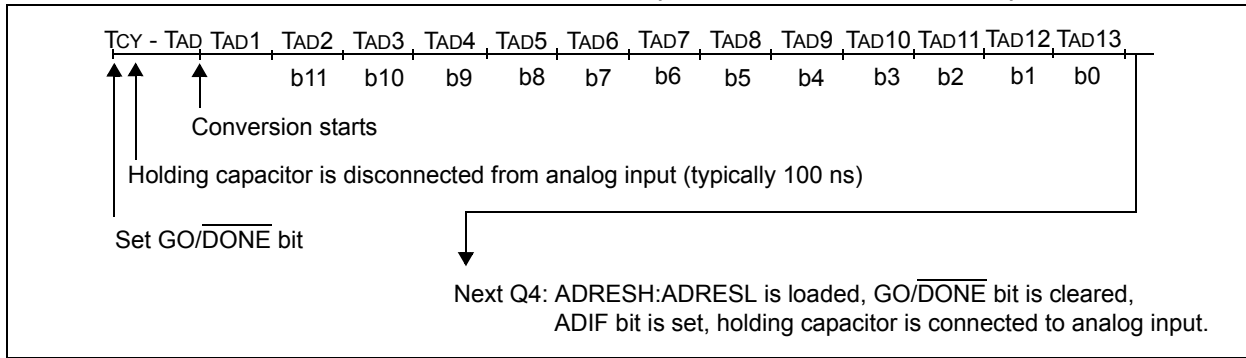 TCY - TAD TAD1 TAD2 TAD3 TAD4 TAD5 TAD6 TAD7 TAD8 TAD9 TAD10 TAD11 TAD12 TAD13
b11 b10 b9 b8 b7 b6 b5 b4 b3 b2 b1 b0
Conversion starts
Holding capacitor is disconnected from analog input (typically 100 ns)
Set GO/DONE bit
Next Q4: ADRESH:ADRESL is loaded, GO/DONE bit is cleared,
ADIF bit is set, holding capacitor is connected to analog input.